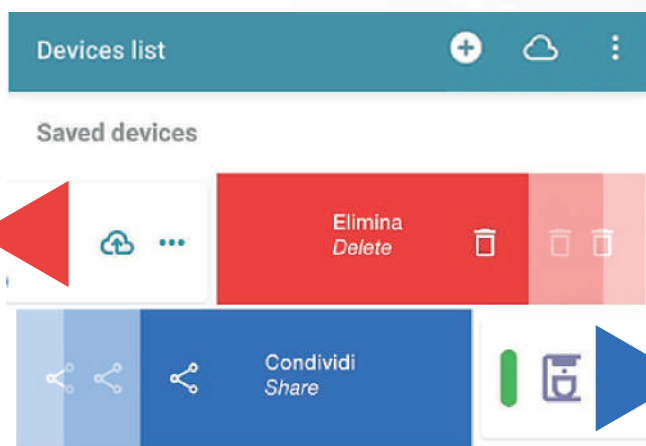 Devices list
Saved devices
Elimina
Delete
Condividi
Share